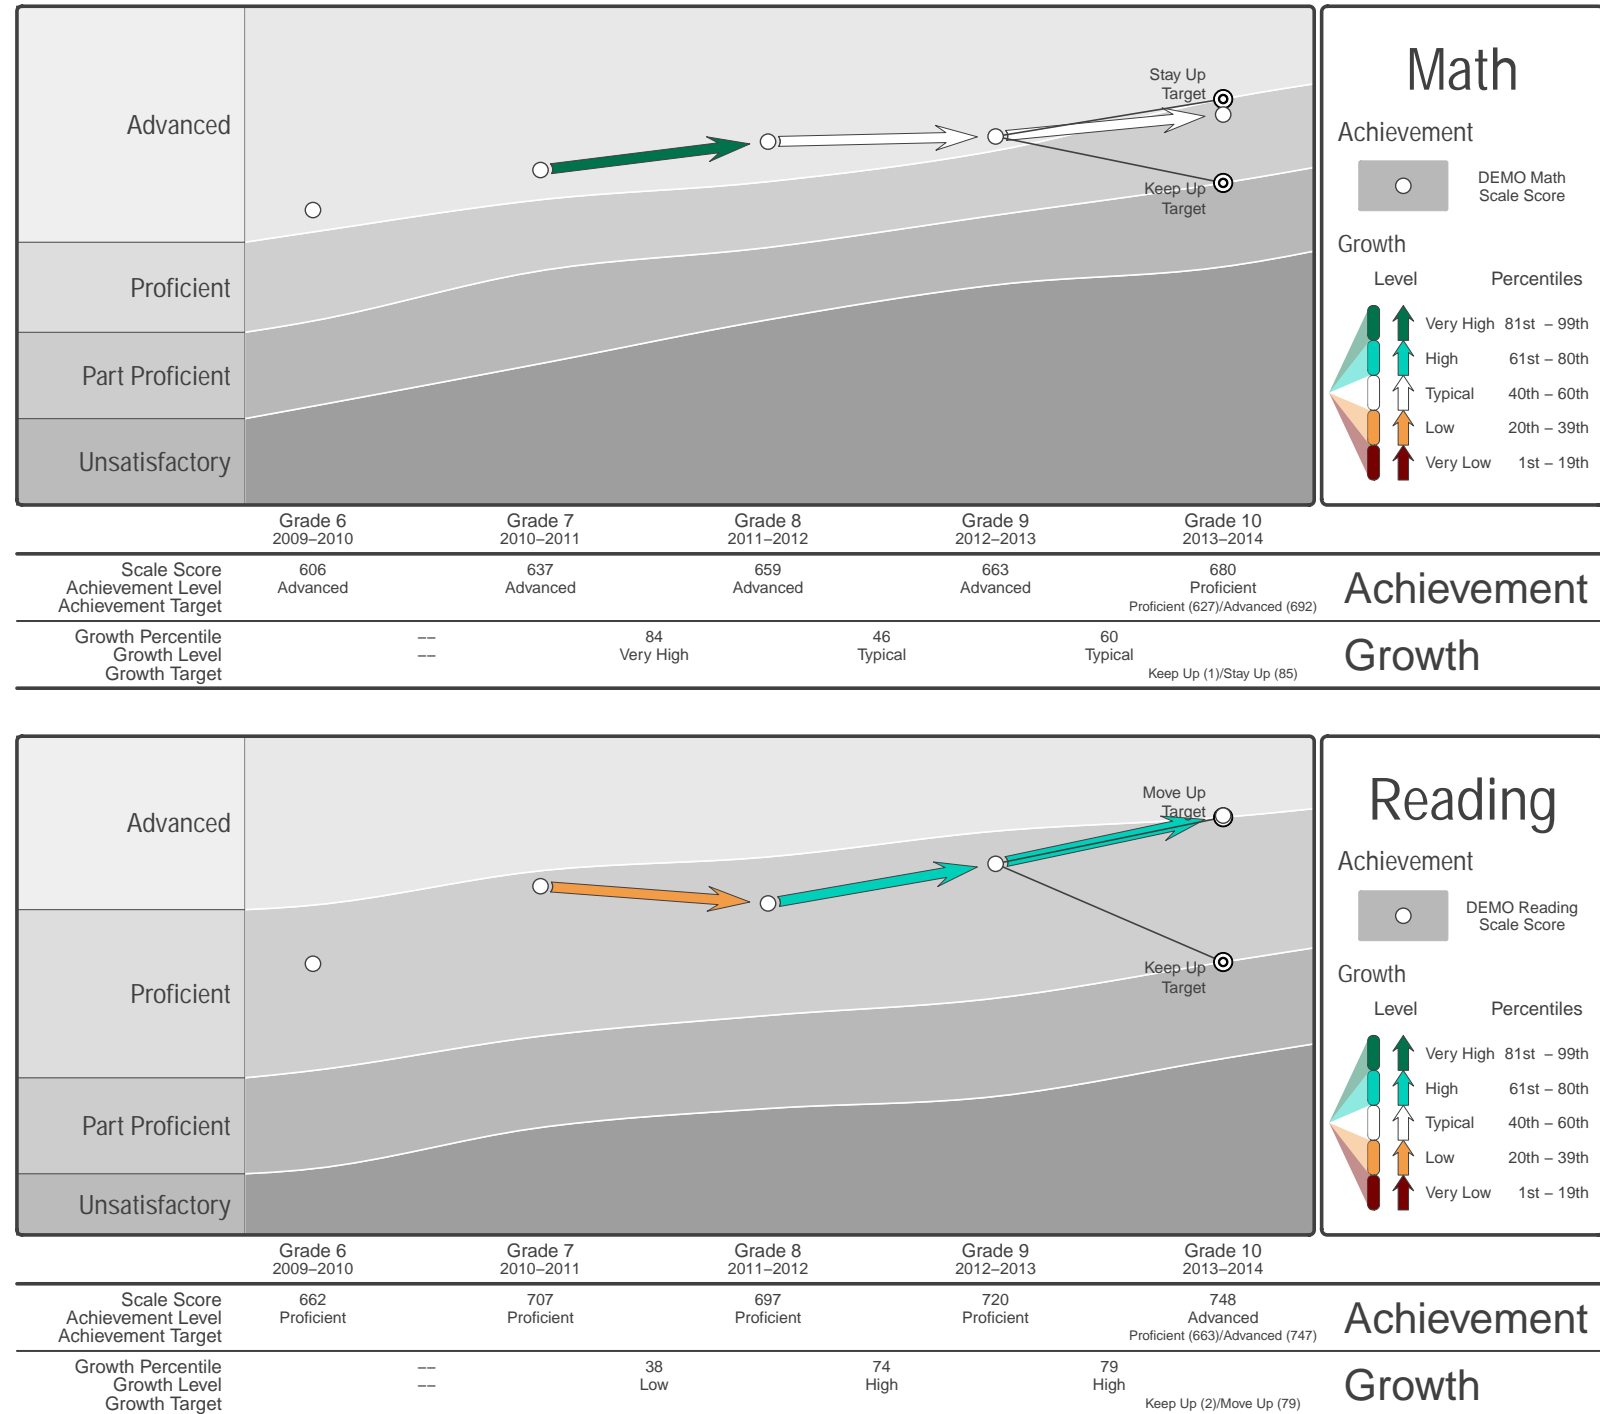 Advanced
Proficient
Part Proficient
Unsatisfactory
Stay Up
Target
Keep Up
Target
Math
Achievement
DEMO Math
Scale Score
Growth
Level Percentiles
Very High 81st – 99th
High 61st – 80th
Typical 40th – 60th
Low 20th – 39th
Very Low 1st – 19th
Grade 6 Grade 7 Grade 8 Grade 9 Grade 10
2009–2010 2010–2011 2011–2012 2012–2013 2013–2014
Scale Score 606 637 659 663 680
Achievement Level Advanced Advanced Advanced Advanced Proficient
Achievement Target Proficient (627)/Advanced (692)
Achievement
Growth Percentile –– 84 46 60
Growth Level –– Very High Typical Typical
Growth Target Keep Up (1)/Stay Up (85)
Growth
Advanced
Proficient
Part Proficient
Unsatisfactory
Move Up
Target
Keep Up
Target
Reading
Achievement
DEMO Reading
Scale Score
Growth
Level Percentiles
Very High 81st – 99th
High 61st – 80th
Typical 40th – 60th
Low 20th – 39th
Very Low 1st – 19th
Grade 6 Grade 7 Grade 8 Grade 9 Grade 10
2009–2010 2010–2011 2011–2012 2012–2013 2013–2014
Scale Score 662 707 697 720 748
Achievement Level Proficient Proficient Proficient Proficient Advanced
Achievement Target Proficient (663)/Advanced (747)
Achievement
Growth Percentile –– 38 74 79
Growth Level –– Low High High
Growth Target Keep Up (2)/Move Up (79)
Growth